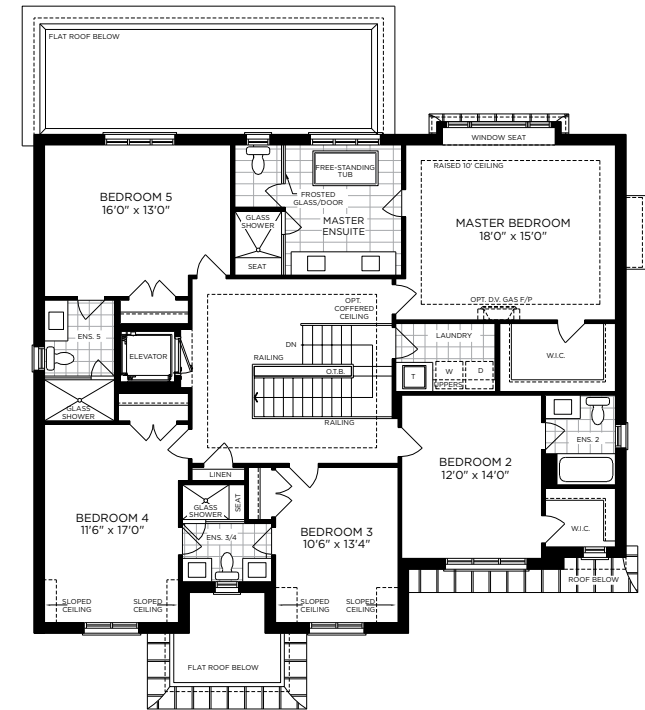 FLAT ROOF BELOW
WINDOW SEAT
RAISED 10' CEILING
FREE-STANDING
TUB
BEDROOM 5
16'0" x 13'0"
FROSTED
GLASS/DOOR
GLASS
SHOWER
MASTER
ENSUITE
MASTER BEDROOM
18'0" x 15'0"
SEAT
OPT.
COFFERED
CEILING
OPT. D.V. GAS F/P
ENS. 5
LAUNDRY
DN
ELEVATOR
RAILING
W.I.C.
O.T.B.
T
W
D
UPPERS
GLASS
SHOWER
RAILING
ENS. 2
BEDROOM 2
12'0" x 14'0"
LINEN
GLASS
SHOWER
SEAT
BEDROOM 4
11'6" x 17'0"
W.I.C.
BEDROOM 3
10'6" x 13'4"
ENS. 3/4
ROOF BELOW
SLOPED
CEILING
SLOPED
CEILING
SLOPED
CEILING
SLOPED
CEILING
FLAT ROOF BELOW